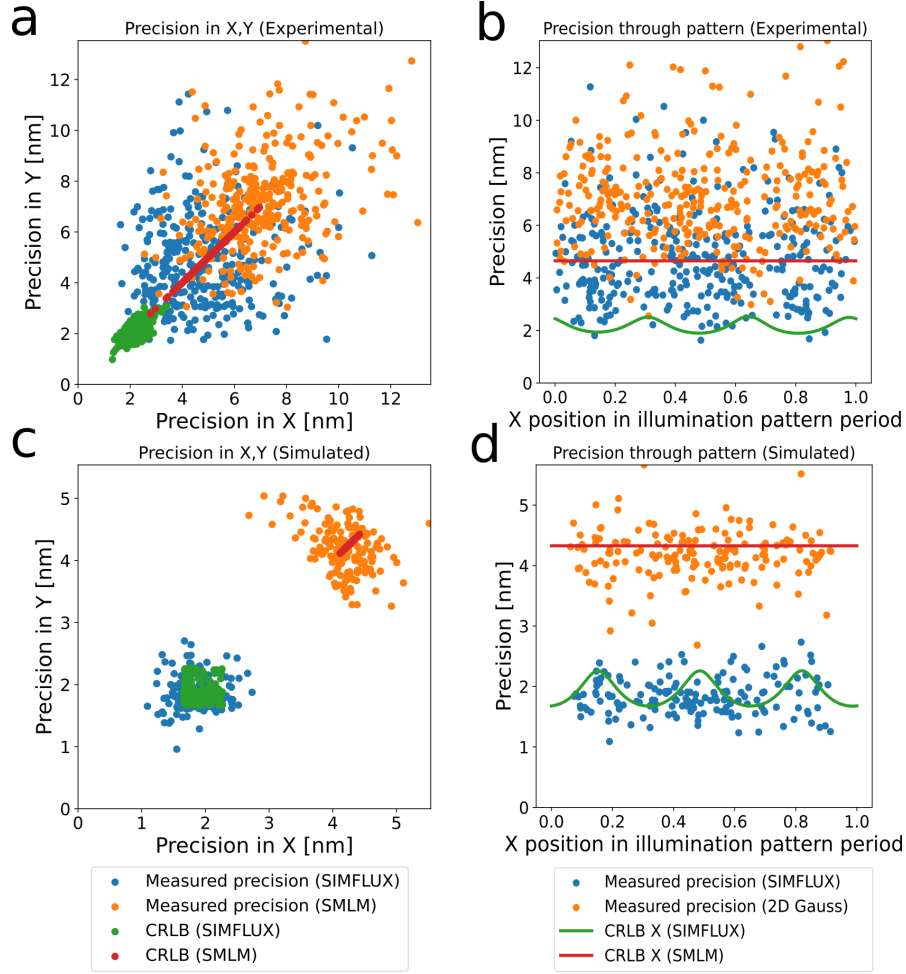 a
Precision in X,Y (Experimental)
Precision in Y [nm]
12
10
8
6
4
2
0
0 2 4 6 8 10 12
Precision in X [nm]
b
Precision through pattern (Experimental)
Precision [nm]
12
10
8
6
4
2
0
0.0 0.2 0.4 0.6 0.8 1.0
X position in illumination pattern period
c
Precision in X,Y (Simulated)
Precision in Y [nm]
5
4
3
2
1
0
0 1 2 3 4 5
Precision in X [nm]
d
Precision through pattern (Simulated)
Precision [nm]
5
4
3
2
1
0
0.0 0.2 0.4 0.6 0.8 1.0
X position in illumination pattern period
Measured precision (SIMFLUX)
Measured precision (SMLM)
CRLB (SIMFLUX)
CRLB (SMLM)
Measured precision (SIMFLUX)
Measured precision (2D Gauss)
CRLB X (SIMFLUX)
CRLB X (SMLM)